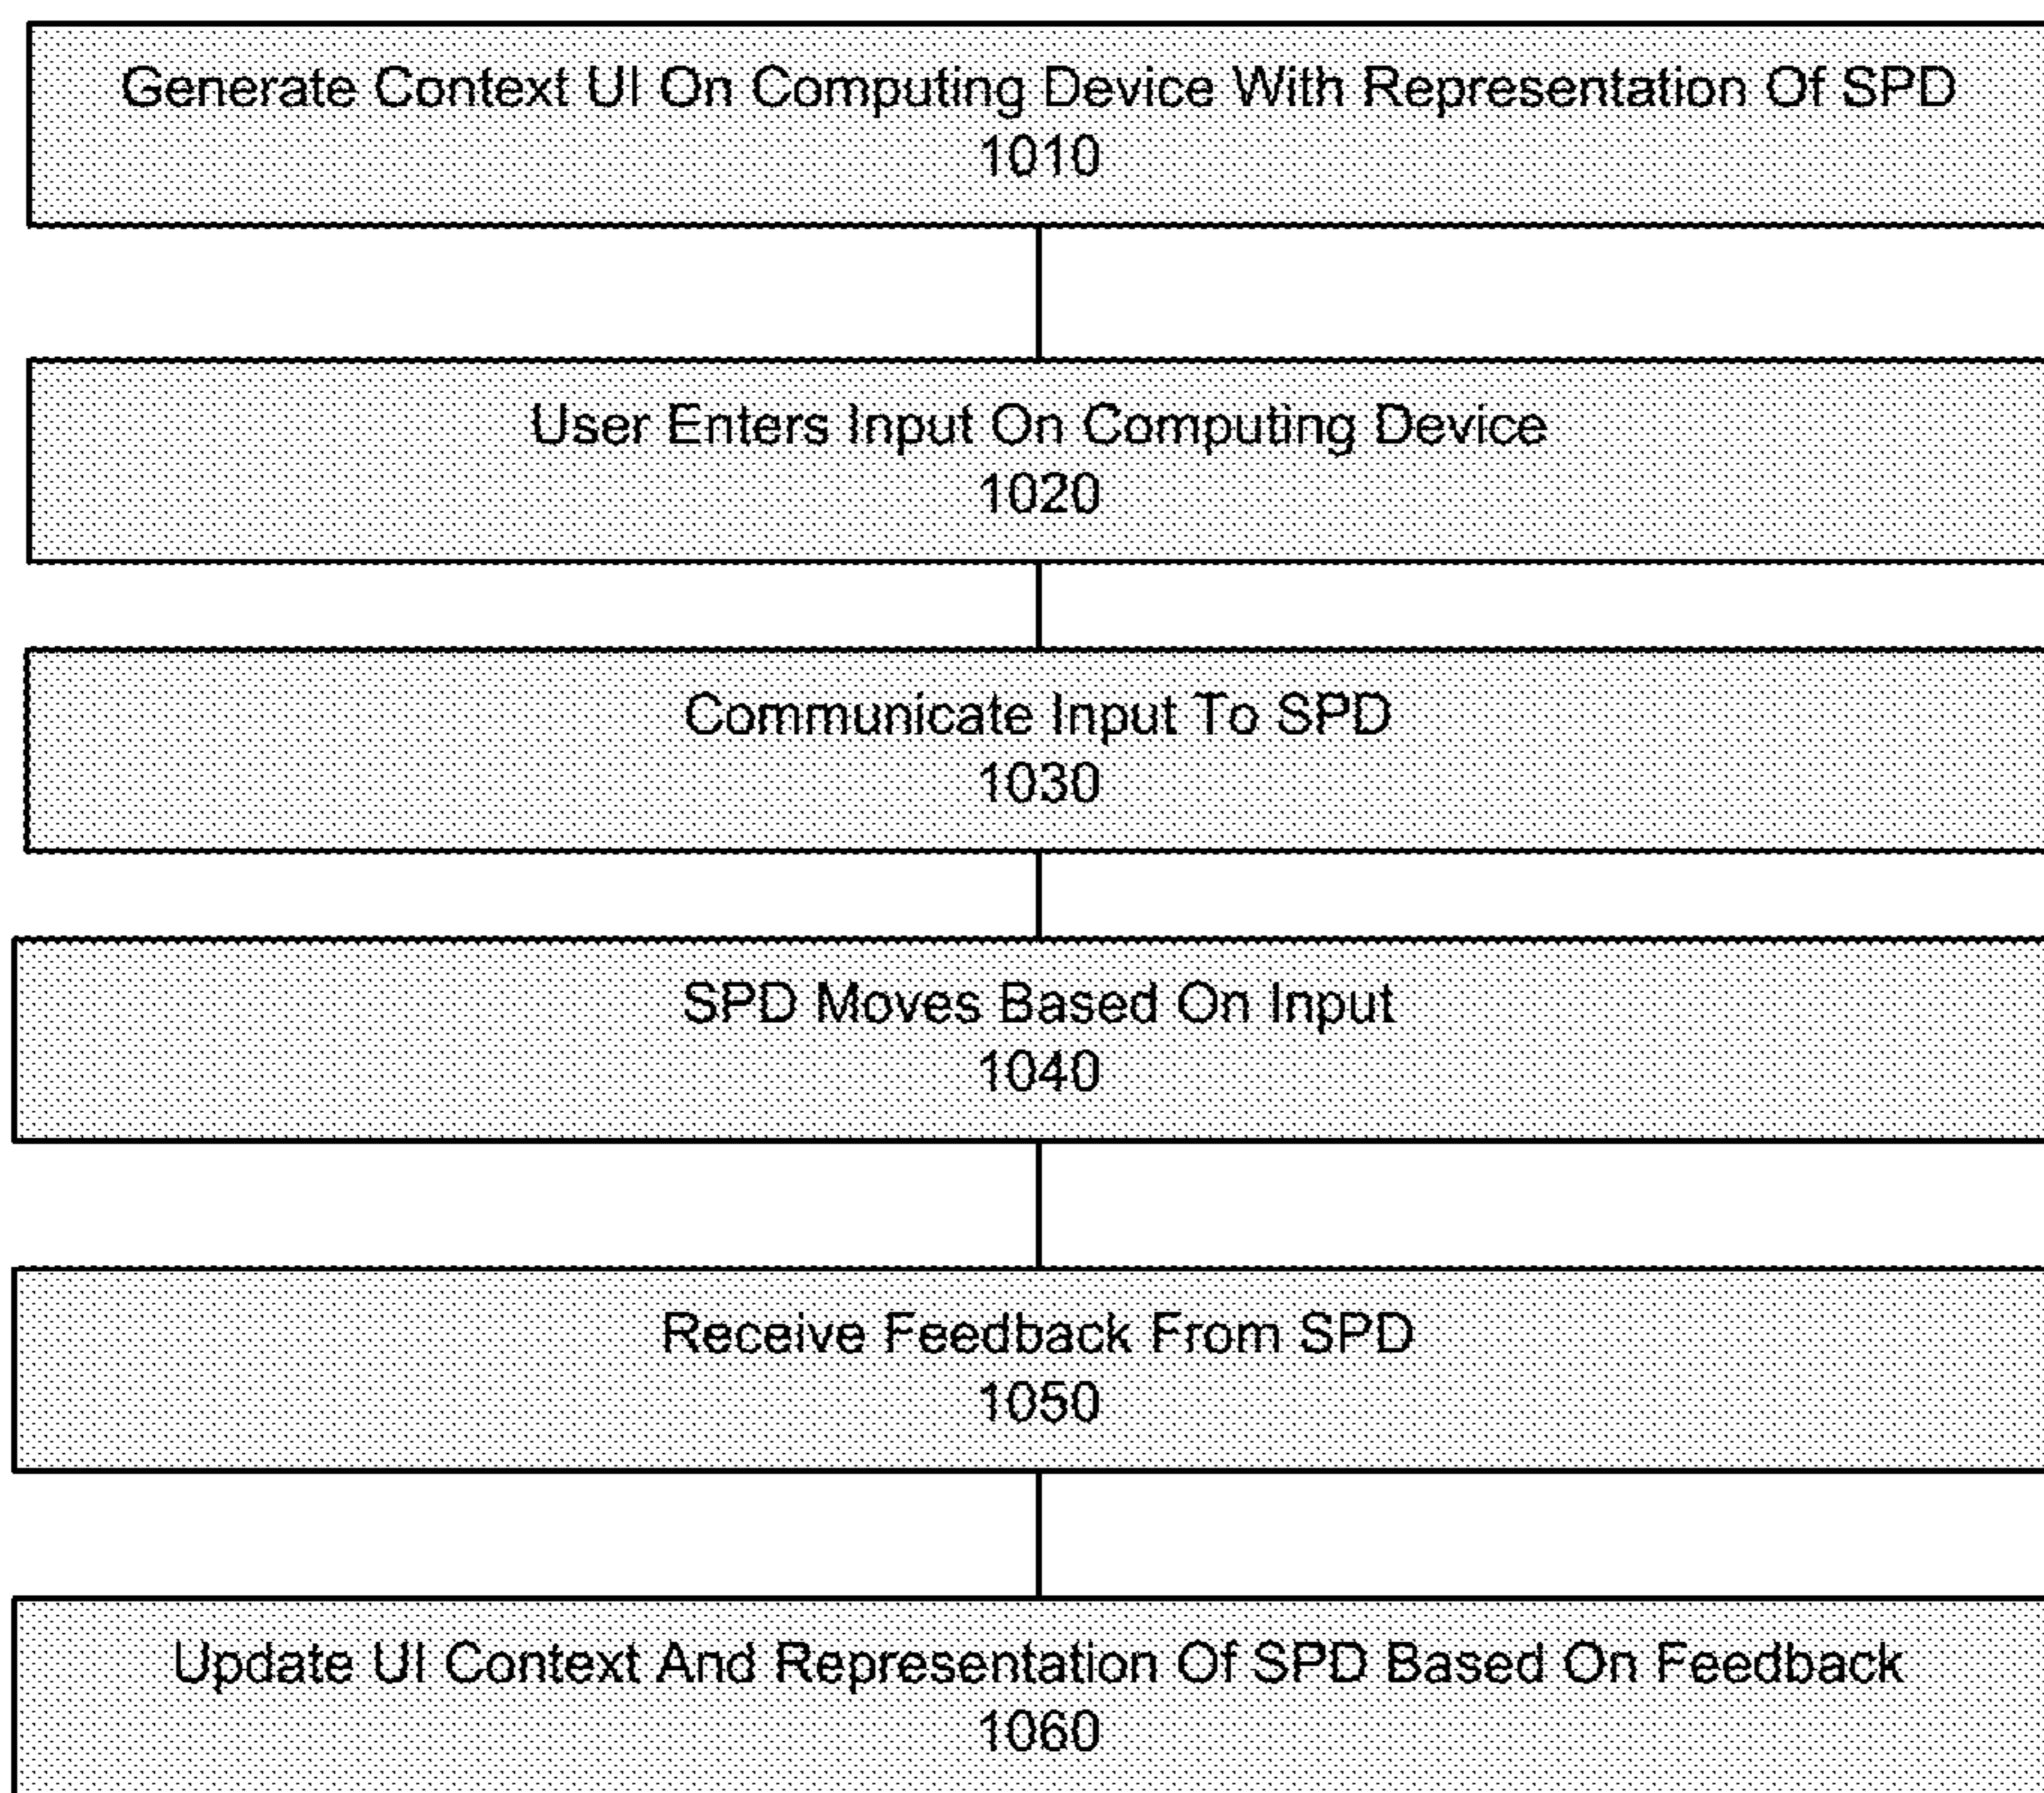 Generate Context UI On Computing Device With Representation Of SPD
1010
User Enters Input On Computing Device
1020
Communicate Input To SPD
1030
SPD Moves Based On Input
1040
Receive Feedback From SPD
1050
Update UI Context And Representation Of SPD Based On Feedback
1060